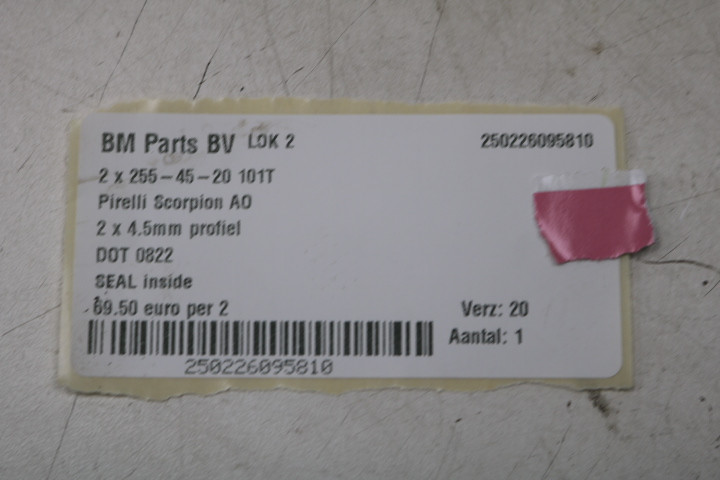 BM Parts BV LOK 2 250226095810
2 x 255-45-20 101T
Pirelli Scorpion AO
2 x 4.5mm profiel
DOT 0822
SEAL inside
69.50 euro per 2 Verz: 20
Aantal: 1
250226095810